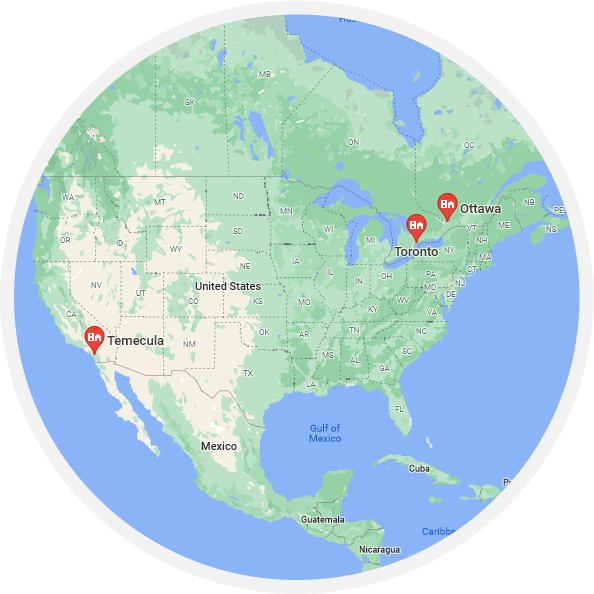 MB
SK
ON
QC
WA
MT
ND
MN
NB
PE
NS
Ottawa
OR
ID
WY
SD
WI
MI
Toronto
NY
VT
NH
ME
MA
CT
NV
UT
CO
NE
IA
IL
IN
OH
PA
NJ
MD
DE
United States
KS
MO
KY
WV
VA
CA
Temecula
NM
OK
AR
TN
NC
SC
TX
LA
MS
AL
GA
FL
Gulf of
Mexico
Mexico
Cuba
Guatemala
Nicaragua